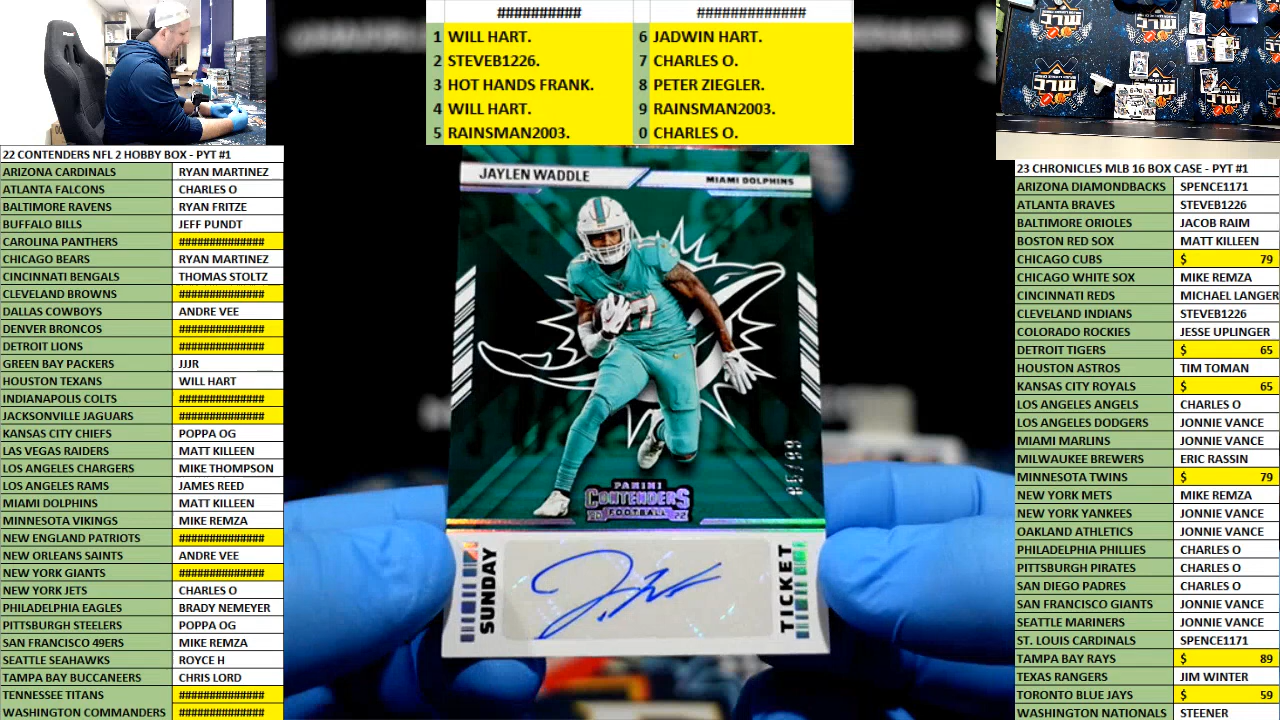 ########## #############
1 WILL HART. 6 JADWIN HART.
2 STEVEB1226. 7 CHARLES O.
3 HOT HANDS FRANK. 8 PETER ZIEGLER.
4 WILL HART. 9 RAINSMAN2003.
5 RAINSMAN2003. 0 CHARLES O.
22 CONTENDERS NFL 2 HOBBY BOX - PYT #1
ARIZONA CARDINALS RYAN MARTINEZ
ATLANTA FALCONS CHARLES O
BALTIMORE RAVENS RYAN FRITZE
BUFFALO BILLS JEFF PUNDT
CAROLINA PANTHERS ##############
CHICAGO BEARS RYAN MARTINEZ
CINCINNATI BENGALS THOMAS STOLTZ
CLEVELAND BROWNS ##############
DALLAS COWBOYS ANDRE VEE
DENVER BRONCOS ##############
DETROIT LIONS ##############
GREEN BAY PACKERS JJJR
HOUSTON TEXANS WILL HART
INDIANAPOLIS COLTS ##############
JACKSONVILLE JAGUARS ##############
KANSAS CITY CHIEFS POPPA OG
LAS VEGAS RAIDERS MATT KILLEEN
LOS ANGELES CHARGERS MIKE THOMPSON
LOS ANGELES RAMS JAMES REED
MIAMI DOLPHINS MATT KILLEEN
MINNESOTA VIKINGS MIKE REMZA
NEW ENGLAND PATRIOTS ##############
NEW ORLEANS SAINTS ANDRE VEE
NEW YORK GIANTS ##############
NEW YORK JETS CHARLES O
PHILADELPHIA EAGLES BRADY NEMEYER
PITTSBURGH STEELERS POPPA OG
SAN FRANCISCO 49ERS MIKE REMZA
SEATTLE SEAHAWKS ROYCE H
TAMPA BAY BUCCANEERS CHRIS LORD
TENNESSEE TITANS ##############
WASHINGTON COMMANDERS ##############
JAYLEN WADDLE MIAMI DOLPHINS
17
PANINI
CONTENDERS
20 FOOTBALL 22
SUNDAY TICKET
23 CHRONICLES MLB 16 BOX CASE - PYT #1
ARIZONA DIAMONDBACKS SPENCE1171
ATLANTA BRAVES STEVEB1226
BALTIMORE ORIOLES JACOB RAIM
BOSTON RED SOX MATT KILLEEN
CHICAGO CUBS $ 79
CHICAGO WHITE SOX MIKE REMZA
CINCINNATI REDS MICHAEL LANGER
CLEVELAND INDIANS STEVEB1226
COLORADO ROCKIES JESSE UPLINGER
DETROIT TIGERS $ 65
HOUSTON ASTROS TIM TOMAN
KANSAS CITY ROYALS $ 65
LOS ANGELES ANGELS CHARLES O
LOS ANGELES DODGERS JONNIE VANCE
MIAMI MARLINS JONNIE VANCE
MILWAUKEE BREWERS ERIC RASSIN
MINNESOTA TWINS $ 79
NEW YORK METS MIKE REMZA
NEW YORK YANKEES JONNIE VANCE
OAKLAND ATHLETICS JONNIE VANCE
PHILADELPHIA PHILLIES CHARLES O
PITTSBURGH PIRATES CHARLES O
SAN DIEGO PADRES CHARLES O
SAN FRANCISCO GIANTS JONNIE VANCE
SEATTLE MARINERS JONNIE VANCE
ST. LOUIS CARDINALS SPENCE1171
TAMPA BAY RAYS $ 89
TEXAS RANGERS JIM WINTER
TORONTO BLUE JAYS $ 59
WASHINGTON NATIONALS STEENER